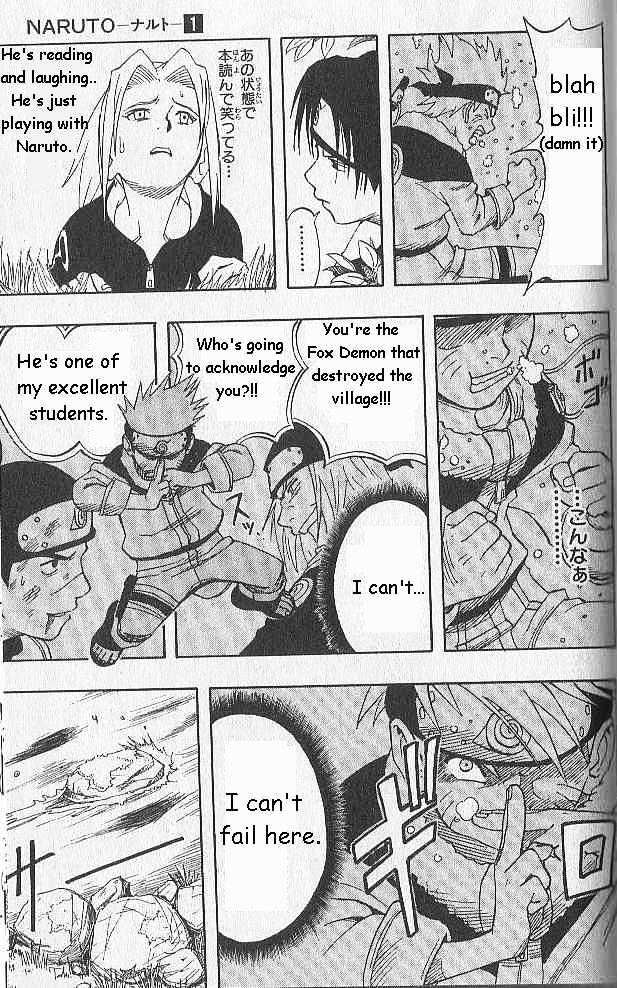 NARUTO―ナルト― 1
blah
bli!!!
(damn it)
…………
あの状態で
本読んで笑ってる…
He's reading
and laughing..
He's just
playing with
Naruto.
ボゴ
…こんなぁ
………
You're the
Fox Demon that
destroyed the
village!!!
Who's going
to acknowledge
you?!!
I can't...
ズッ
He's one of
my excellent
students.
ギロ
I can't
fail here.
サ―